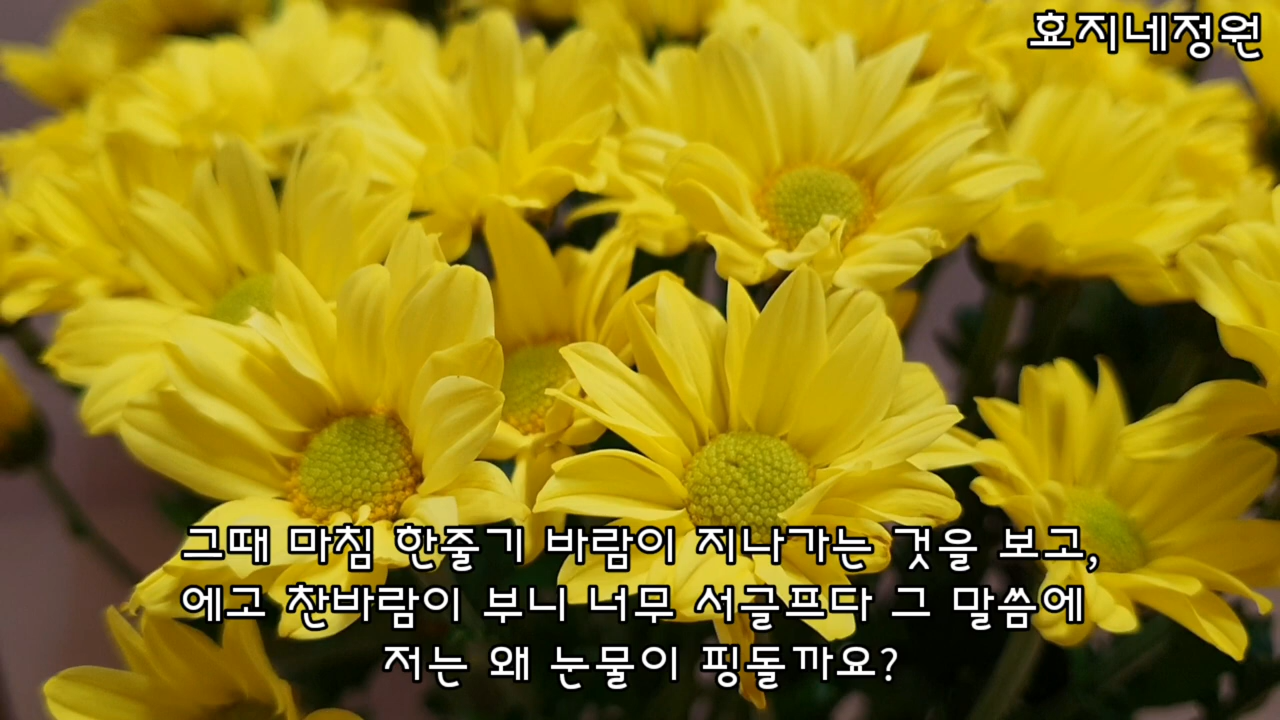 효지네정원
그때 마침 한줄기 바람이 지나가는 것을 보고,
에고 찬바람이 부니 너무 서글프다 그 말씀에
저는 왜 눈물이 핑돌까요?